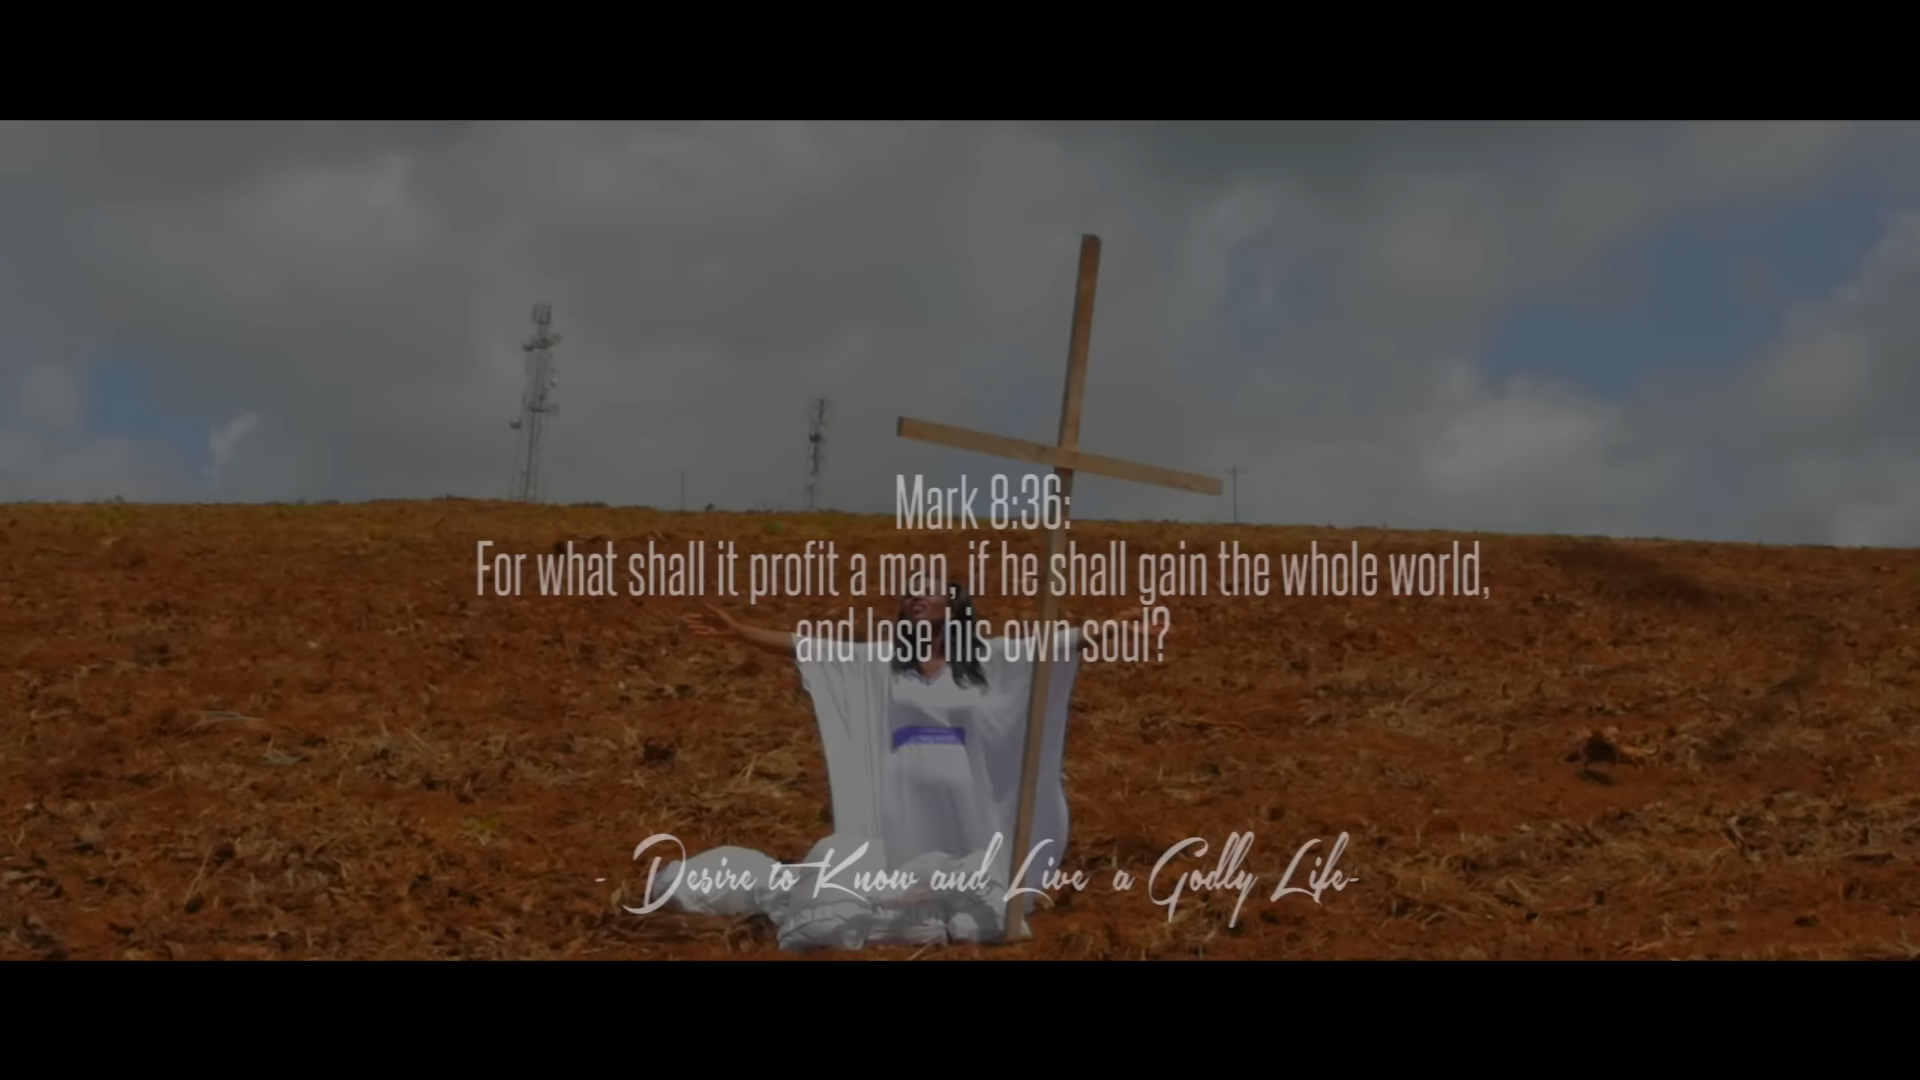 Mark 8:36:
For what shall it profit a man, if he shall gain the whole world,
and lose his own soul?
- Desire to Know and Live a Godly Life-